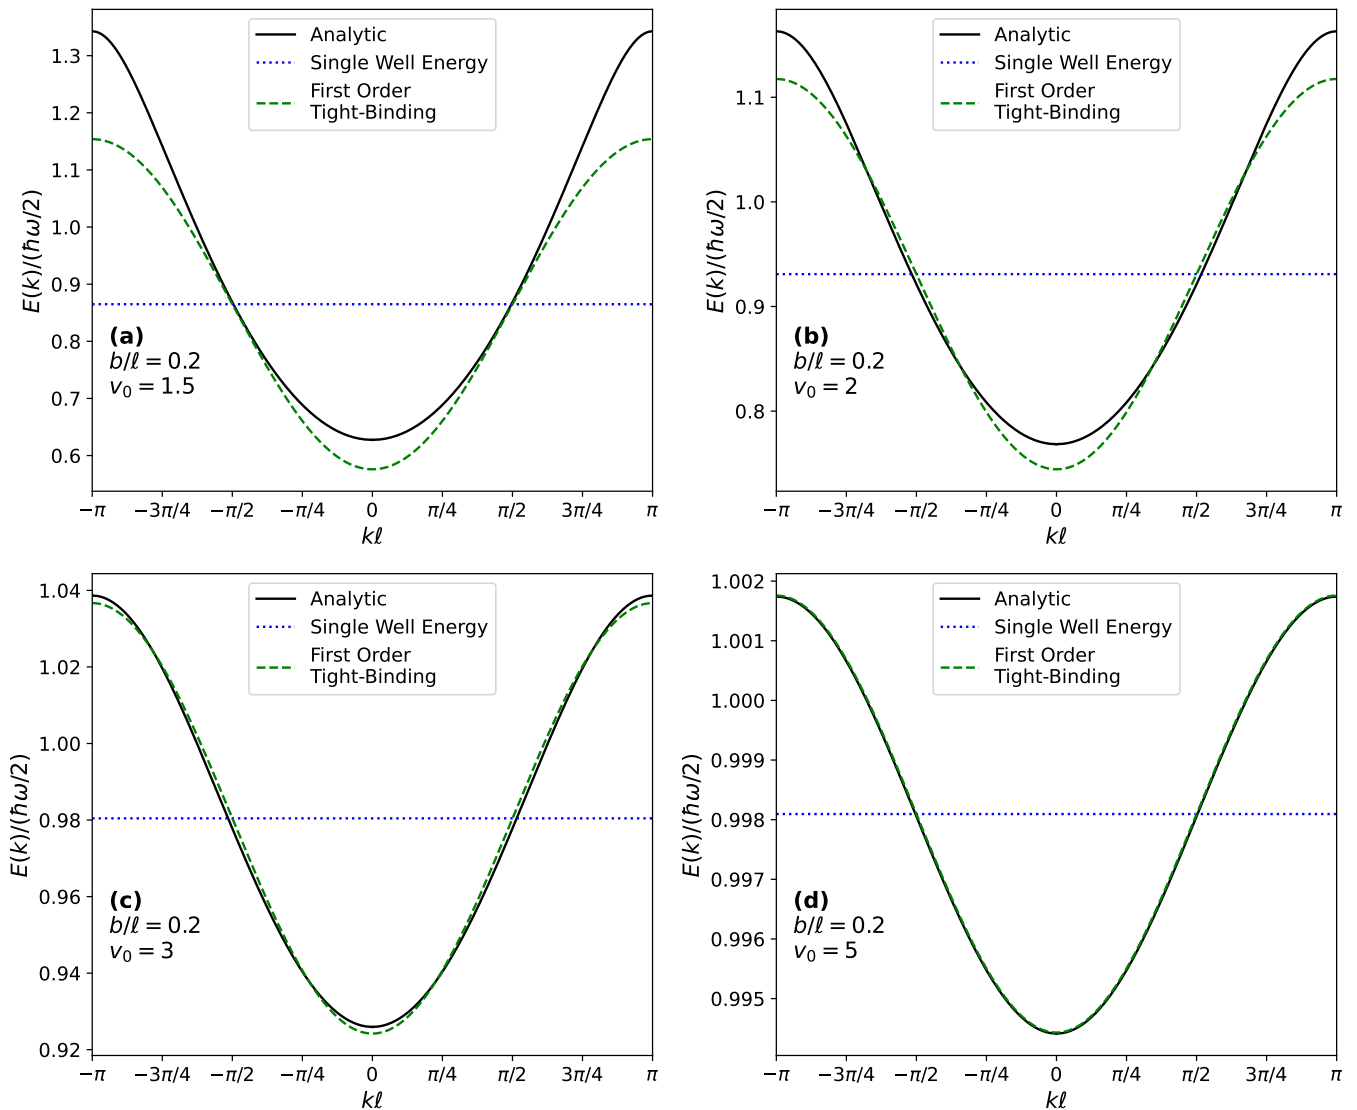 Analytic
Single Well Energy
First Order
Tight-Binding
1.3
1.2
1.1
1.0
0.9
0.8
0.7
0.6
E(k)/(ħω/2)
(a)
b/ℓ = 0.2
v₀ = 1.5
−π −3π/4 −π/2 −π/4 0 π/4 π/2 3π/4 π
kℓ
Analytic
Single Well Energy
First Order
Tight-Binding
1.1
1.0
0.9
0.8
E(k)/(ħω/2)
(b)
b/ℓ = 0.2
v₀ = 2
−π −3π/4 −π/2 −π/4 0 π/4 π/2 3π/4 π
kℓ
Analytic
Single Well Energy
First Order
Tight-Binding
1.04
1.02
1.00
0.98
0.96
0.94
0.92
E(k)/(ħω/2)
(c)
b/ℓ = 0.2
v₀ = 3
−π −3π/4 −π/2 −π/4 0 π/4 π/2 3π/4 π
kℓ
Analytic
Single Well Energy
First Order
Tight-Binding
1.002
1.001
1.000
0.999
0.998
0.997
0.996
0.995
E(k)/(ħω/2)
(d)
b/ℓ = 0.2
v₀ = 5
−π −3π/4 −π/2 −π/4 0 π/4 π/2 3π/4 π
kℓ